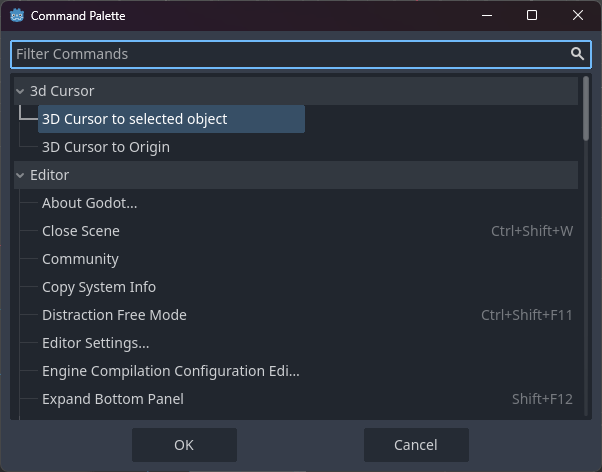 Command Palette
Filter Commands
3d Cursor
3D Cursor to selected object
3D Cursor to Origin
Editor
About Godot...
Close Scene Ctrl+Shift+W
Community
Copy System Info
Distraction Free Mode Ctrl+Shift+F11
Editor Settings...
Engine Compilation Configuration Edi...
Expand Bottom Panel Shift+F12
OK Cancel